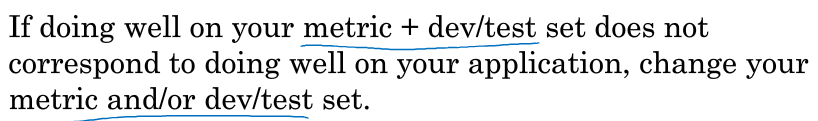 If doing well on your metric + dev/test set does not
correspond to doing well on your application, change your
metric and/or dev/test set.